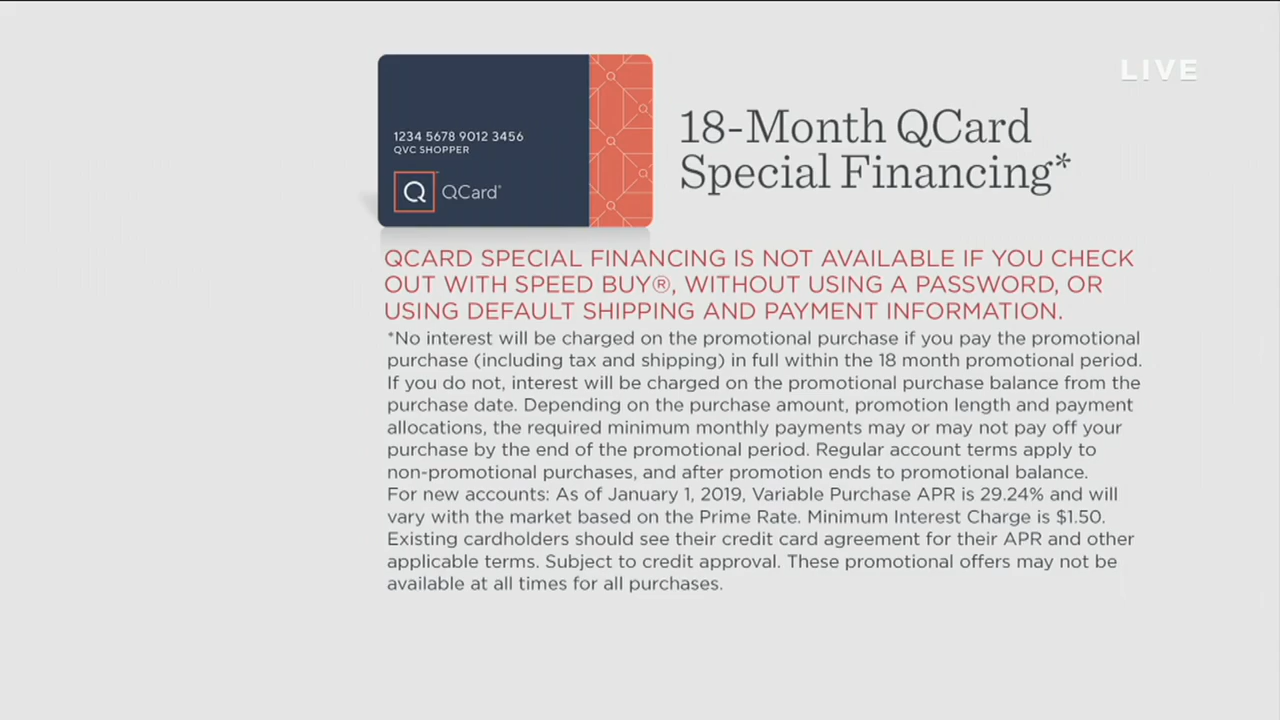 LIVE
1234 5678 9012 3456
QVC SHOPPER
Q QCard®
18-Month QCard
Special Financing*
QCARD SPECIAL FINANCING IS NOT AVAILABLE IF YOU CHECK
OUT WITH SPEED BUY®, WITHOUT USING A PASSWORD, OR
USING DEFAULT SHIPPING AND PAYMENT INFORMATION.
*No interest will be charged on the promotional purchase if you pay the promotional
purchase (including tax and shipping) in full within the 18 month promotional period.
If you do not, interest will be charged on the promotional purchase balance from the
purchase date. Depending on the purchase amount, promotion length and payment
allocations, the required minimum monthly payments may or may not pay off your
purchase by the end of the promotional period. Regular account terms apply to
non-promotional purchases, and after promotion ends to promotional balance.
For new accounts: As of January 1, 2019, Variable Purchase APR is 29.24% and will
vary with the market based on the Prime Rate. Minimum Interest Charge is $1.50.
Existing cardholders should see their credit card agreement for their APR and other
applicable terms. Subject to credit approval. These promotional offers may not be
available at all times for all purchases.